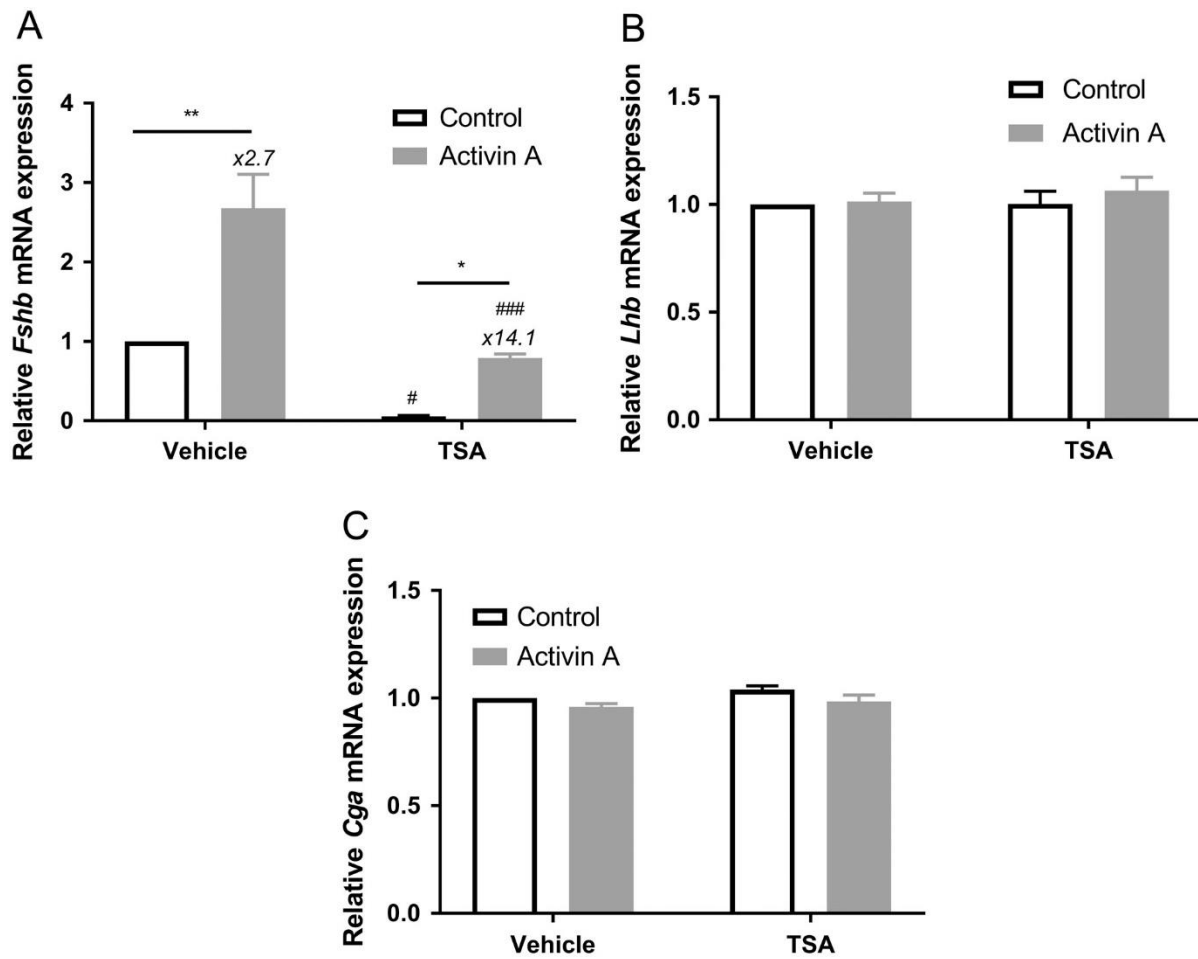 A
Relative Fshb mRNA expression
4
3
2
1
0
**
x2.7
*
###
x14.1
#
Control
Activin A
Vehicle
TSA
B
Relative Lhb mRNA expression
1.5
1.0
0.5
0.0
Control
Activin A
Vehicle
TSA
C
Relative Cga mRNA expression
1.5
1.0
0.5
0.0
Control
Activin A
Vehicle
TSA